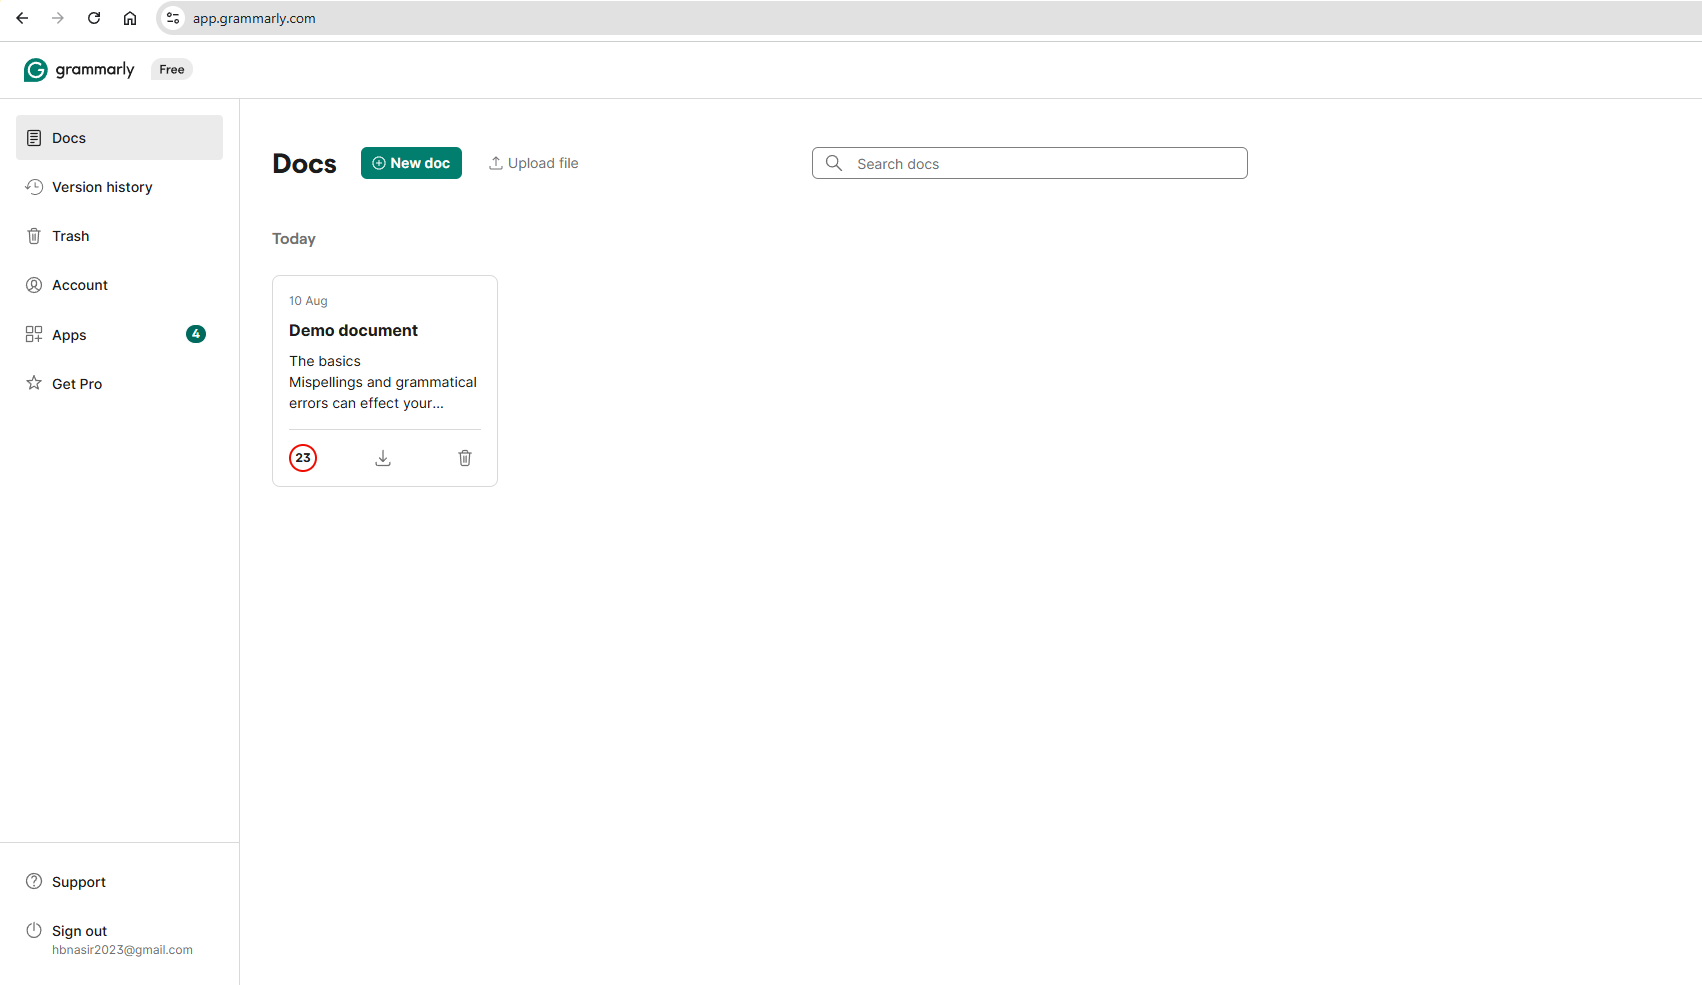 app.grammarly.com
grammarly Free
Docs
Version history
Trash
Account
Apps 4
Get Pro
Docs New doc Upload file Search docs
Today
10 Aug
Demo document
The basics
Mispellings and grammatical
errors can effect your...
23
Support
Sign out
hbnasir2023@gmail.com